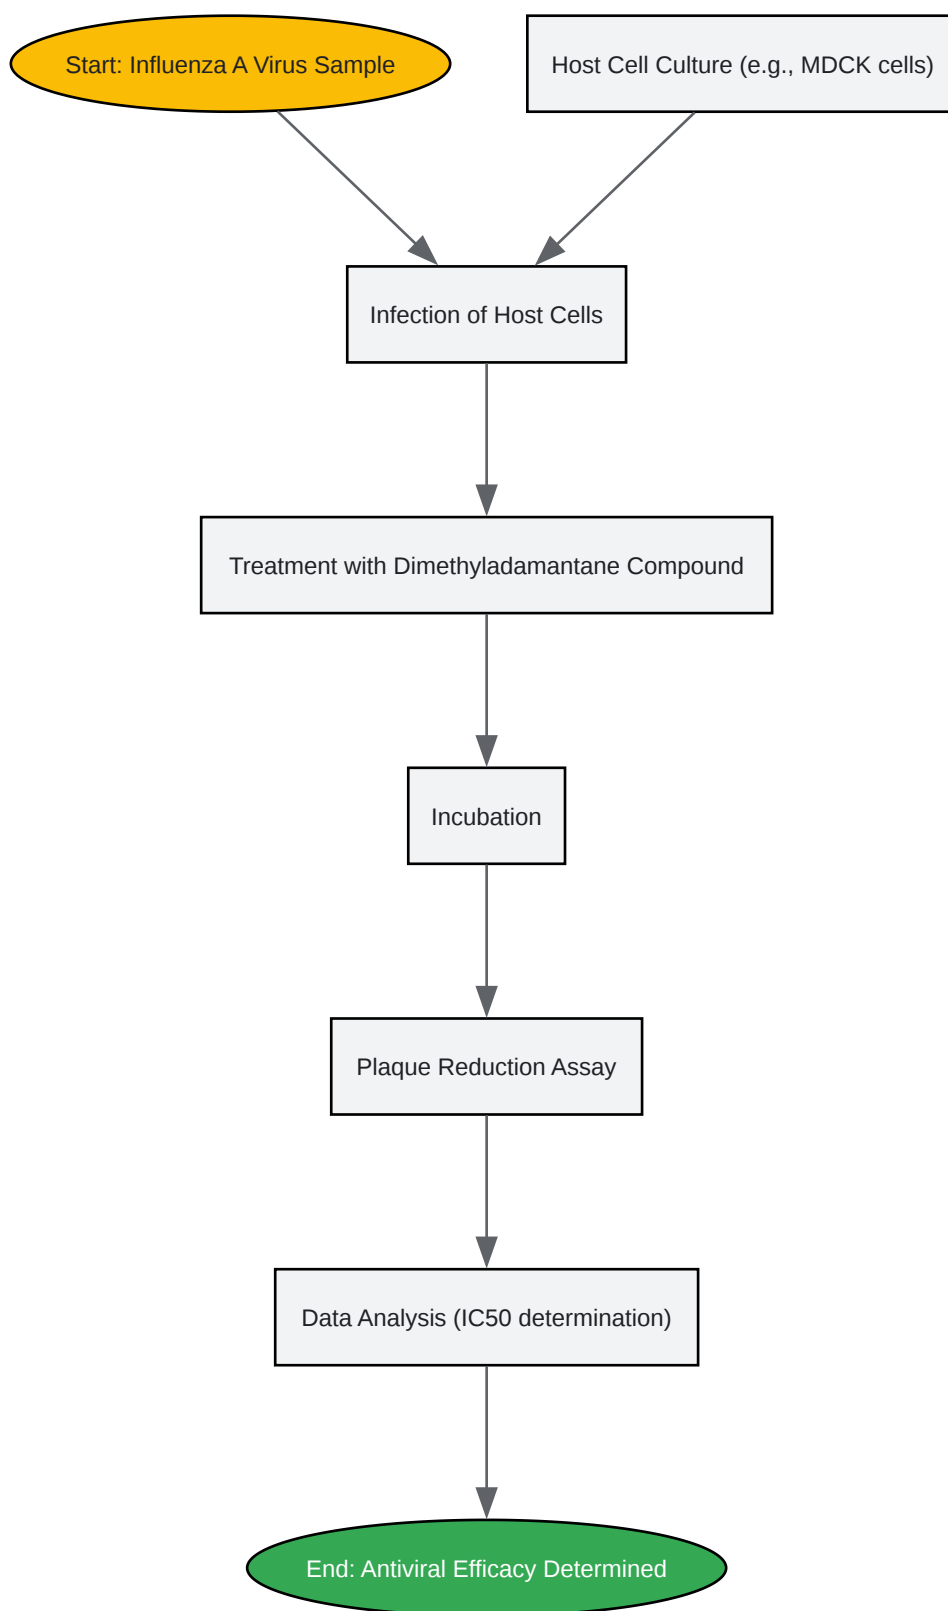 Start: Influenza A Virus Sample
Host Cell Culture (e.g., MDCK cells)
Infection of Host Cells
Treatment with Dimethyladamantane Compound
Incubation
Plaque Reduction Assay
Data Analysis (IC50 determination)
End: Antiviral Efficacy Determined